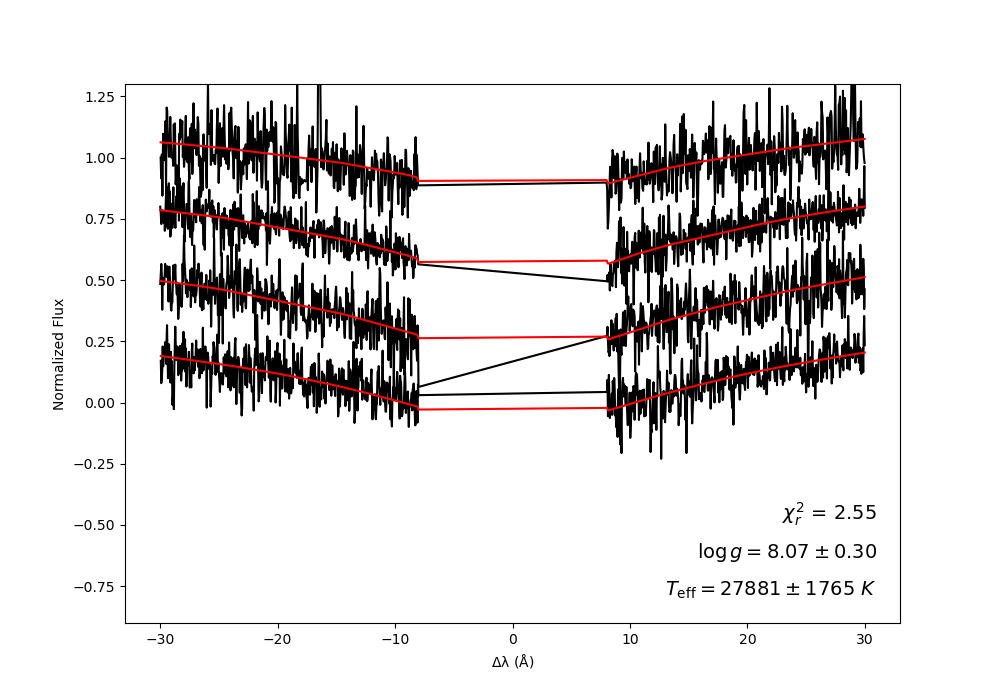 1.25
1.00
0.75
0.50
0.25
0.00
−0.25
−0.50
−0.75
Normalized Flux
χ²ᵣ = 2.55
log g = 8.07 ± 0.30
T_eff = 27881 ± 1765 K
−30 −20 −10 0 10 20 30
Δλ (Å)